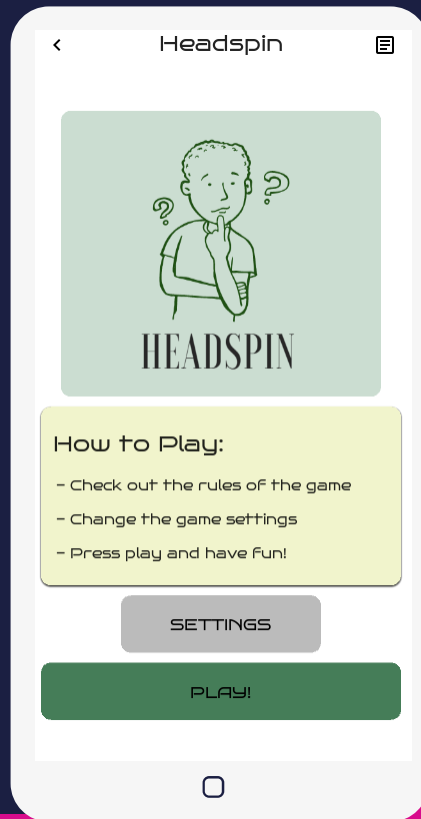 Headspin
? ?
HEADSPIN
How to Play:
- Check out the rules of the game
- Change the game settings
- Press play and have fun!
SETTINGS
PLAY!